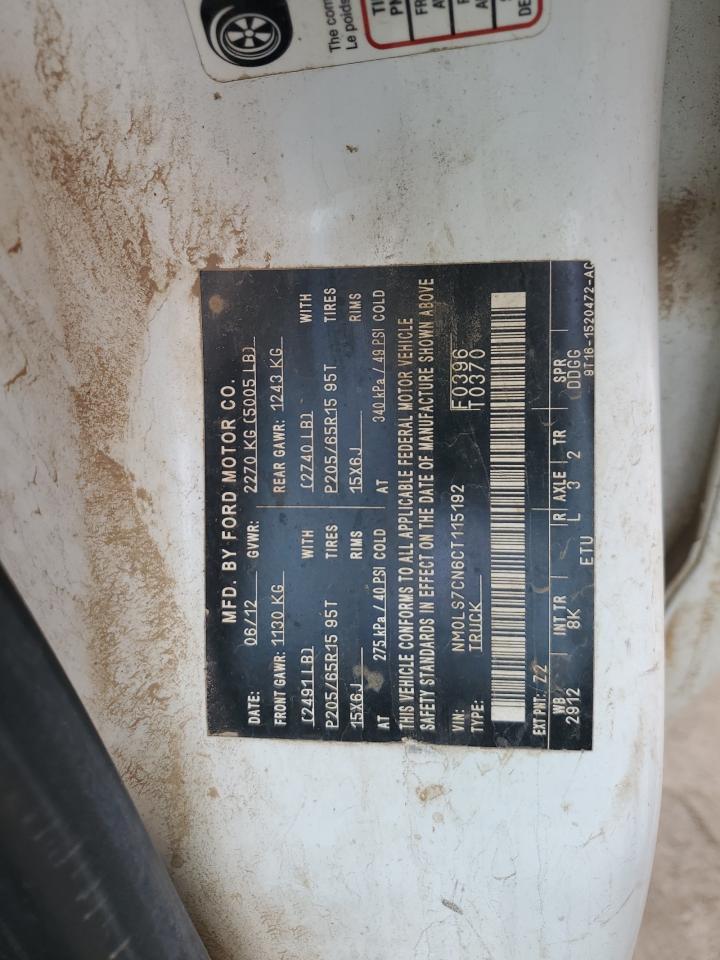 The com
Le poids
MFD. BY FORD MOTOR CO.
DATE: 06/12 GVWR: 2270 KG (5005 LB)
FRONT GAWR: 1130 KG REAR GAWR: 1243 KG
(2491 LB) WITH (2740 LB) WITH
P205/65R15 95T TIRES P205/65R15 95T TIRES
15X6J RIMS 15X6J RIMS
AT 275 kPa / 40 PSI COLD AT 340 kPa / 49 PSI COLD
THIS VEHICLE CONFORMS TO ALL APPLICABLE FEDERAL MOTOR VEHICLE
SAFETY STANDARDS IN EFFECT ON THE DATE OF MANUFACTURE SHOWN ABOVE
VIN: NM0LS7CN6CT115192 F0396
TYPE: TRUCK T0370
EXT PNT: Z2
WB INT TR R AXLE TR SPR
2912 8K L 3 2 DDGG
ETU 9T16-1520472-AC